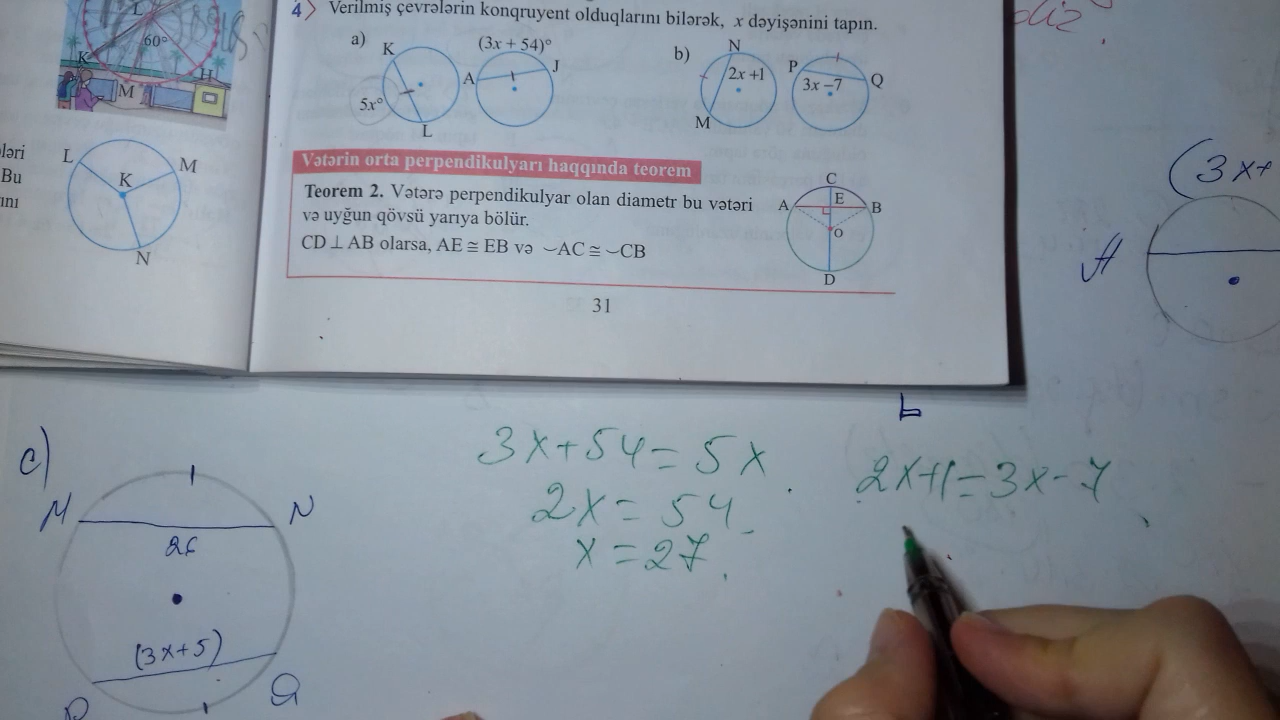 4) Verilmiş çevrələrin konqruyent olduqlarını bilərək, x dəyişənini tapın.
a) K 5x° L
(3x + 54)° A J
b) N 2x +1 M
P 3x –7 Q
60°
K H
M
L M
K
N
ləri
Bu
ını
Vətərin orta perpendikulyarı haqqında teorem
Teorem 2. Vətərə perpendikulyar olan diametr bu vətəri
və uyğun qövsü yarıya bölür.
CD ⊥ AB olarsa, AE ≅ EB və ⌣AC ≅ ⌣CB
C
A E B
O
D
31
(3x+
A
L
c)
M N
26
(3x+5)
P Q
3x+54=5x
2x=54
x=27
2x+1=3x-7